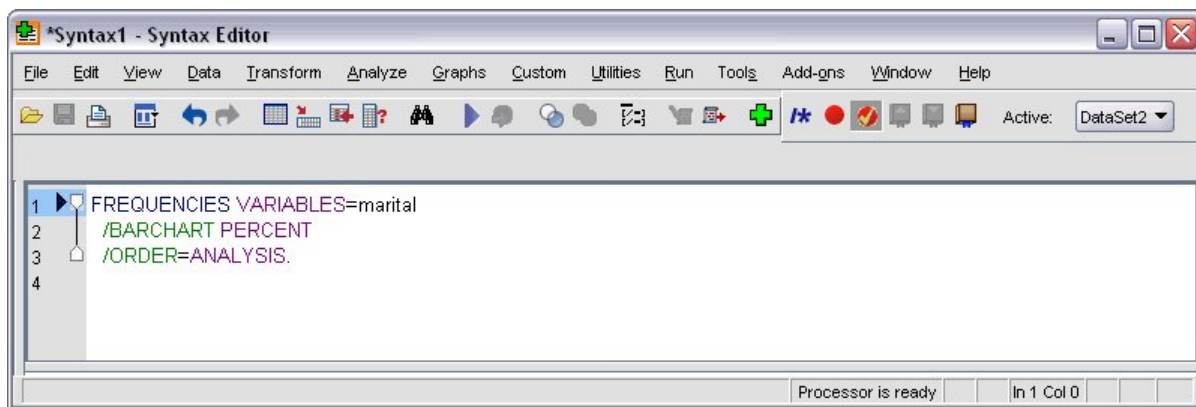 *Syntax1 - Syntax Editor
File Edit View Data Transform Analyze Graphs Custom Utilities Run Tools Add-ons Window Help
Active: DataSet2
1 FREQUENCIES VARIABLES=marital
2 /BARCHART PERCENT
3 /ORDER=ANALYSIS.
4
Processor is ready In 1 Col 0